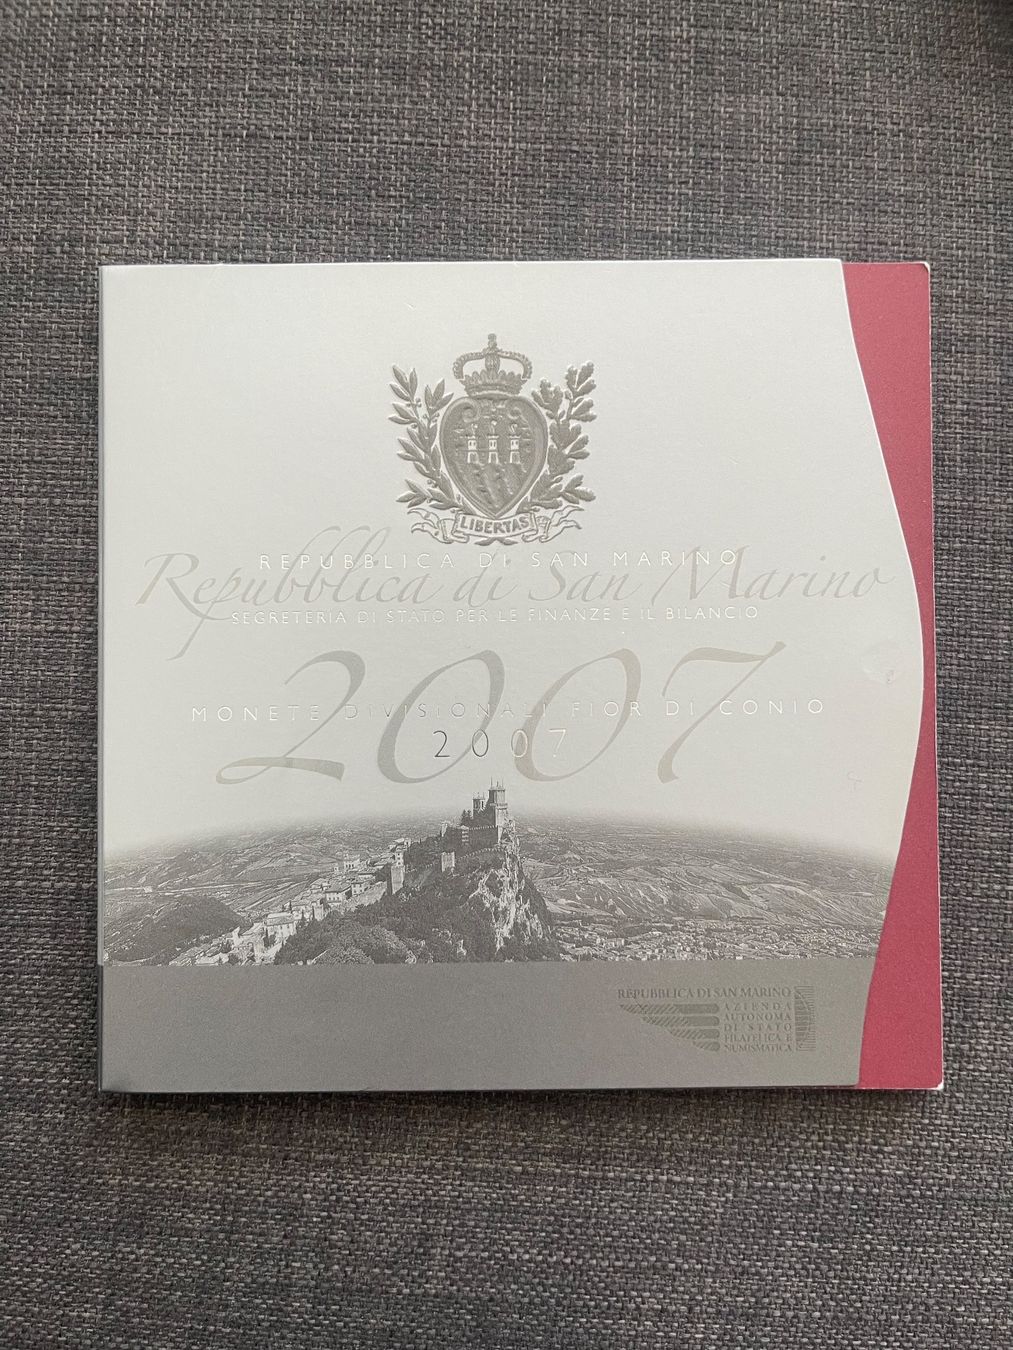 LIBERTAS
REPUBBLICA DI SAN MARINO
Repubblica di San Marino
SEGRETERIA DI STATO PER LE FINANZE E IL BILANCIO
2007
MONETE DIVISIONALI FIOR DI CONIO
2007
REPUBBLICA DI SAN MARINO
AZIENDA
AUTONOMA
DI STATO
FILATELICA E
NUMISMATICA